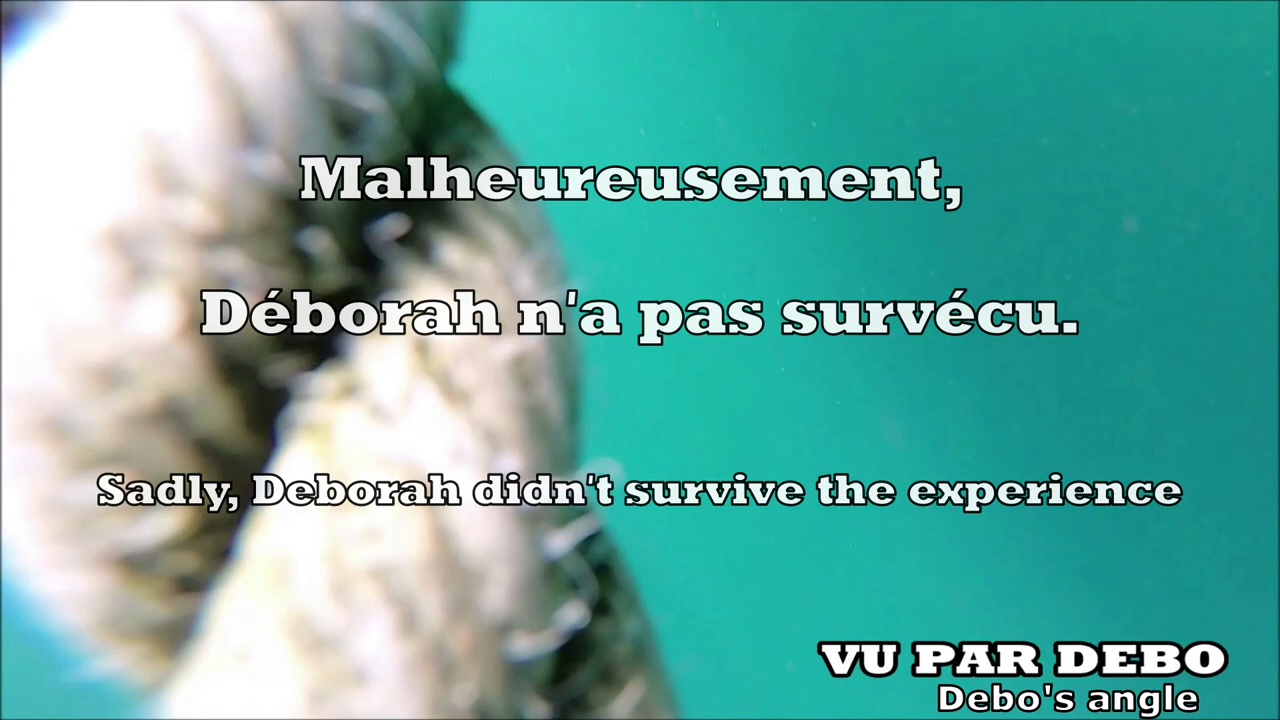 Malheureusement,
Déborah n'a pas survécu.
Sadly, Deborah didn't survive the experience
VU PAR DEBO
Debo's angle